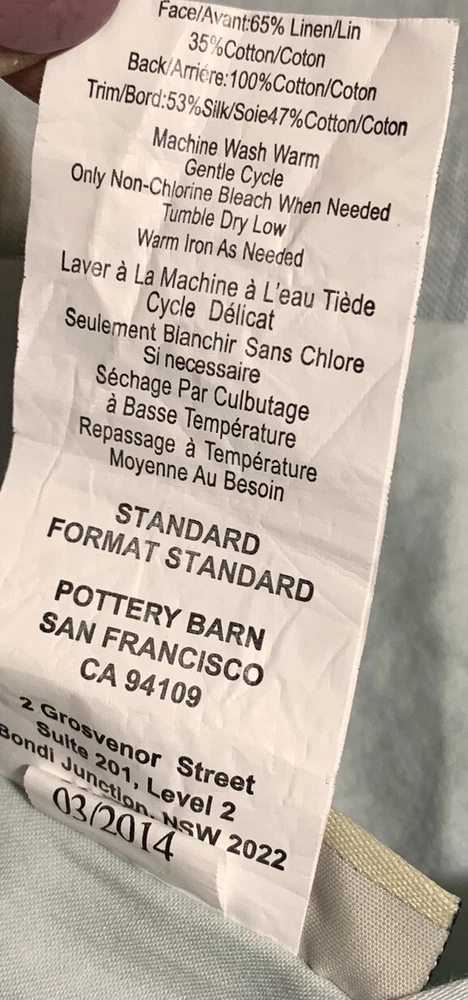 Face/Avant:65% Linen/Lin
35%Cotton/Coton
Back/Arriére:100%Cotton/Coton
Trim/Bord:53%Silk/Soie47%Cotton/Coton
Machine Wash Warm
Gentle Cycle
Only Non-Chlorine Bleach When Needed
Tumble Dry Low
Warm Iron As Needed
Laver à La Machine à L'eau Tiède
Cycle Délicat
Seulement Blanchir Sans Chlore
Si necessaire
Séchage Par Culbutage
à Basse Température
Repassage à Température
Moyenne Au Besoin
STANDARD
FORMAT STANDARD
POTTERY BARN
SAN FRANCISCO
CA 94109
2 Grosvenor Street
Suite 201, Level 2
Bondi Junction, NSW 2022
03/2014